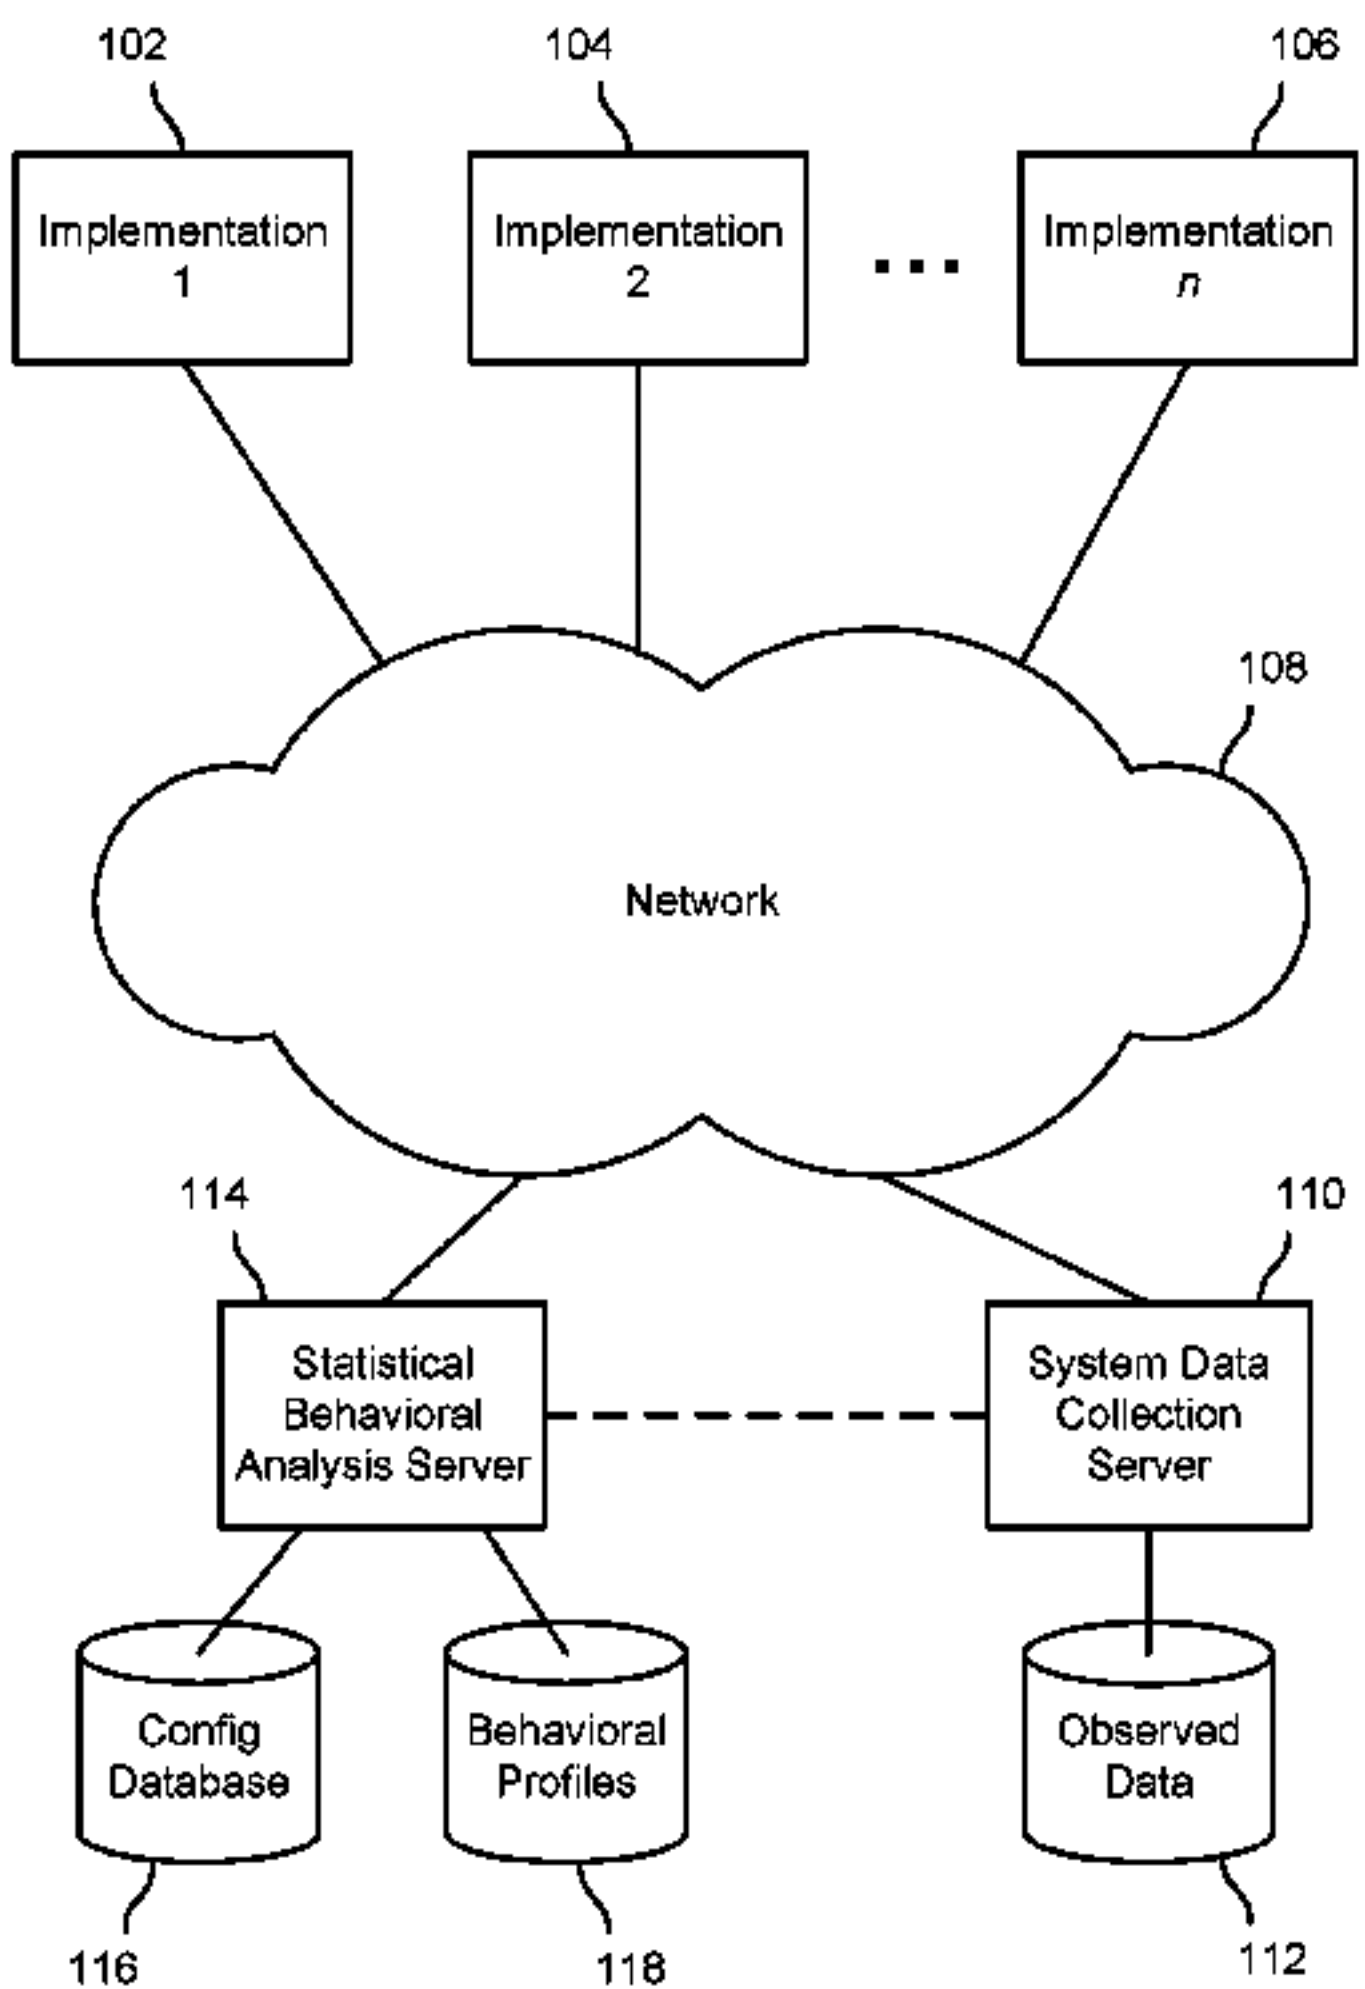 102
104
106
Implementation
1
Implementation
2
...
Implementation
n
108
Network
114
110
Statistical
Behavioral
Analysis Server
System Data
Collection
Server
Config
Database
Behavioral
Profiles
Observed
Data
116
118
112